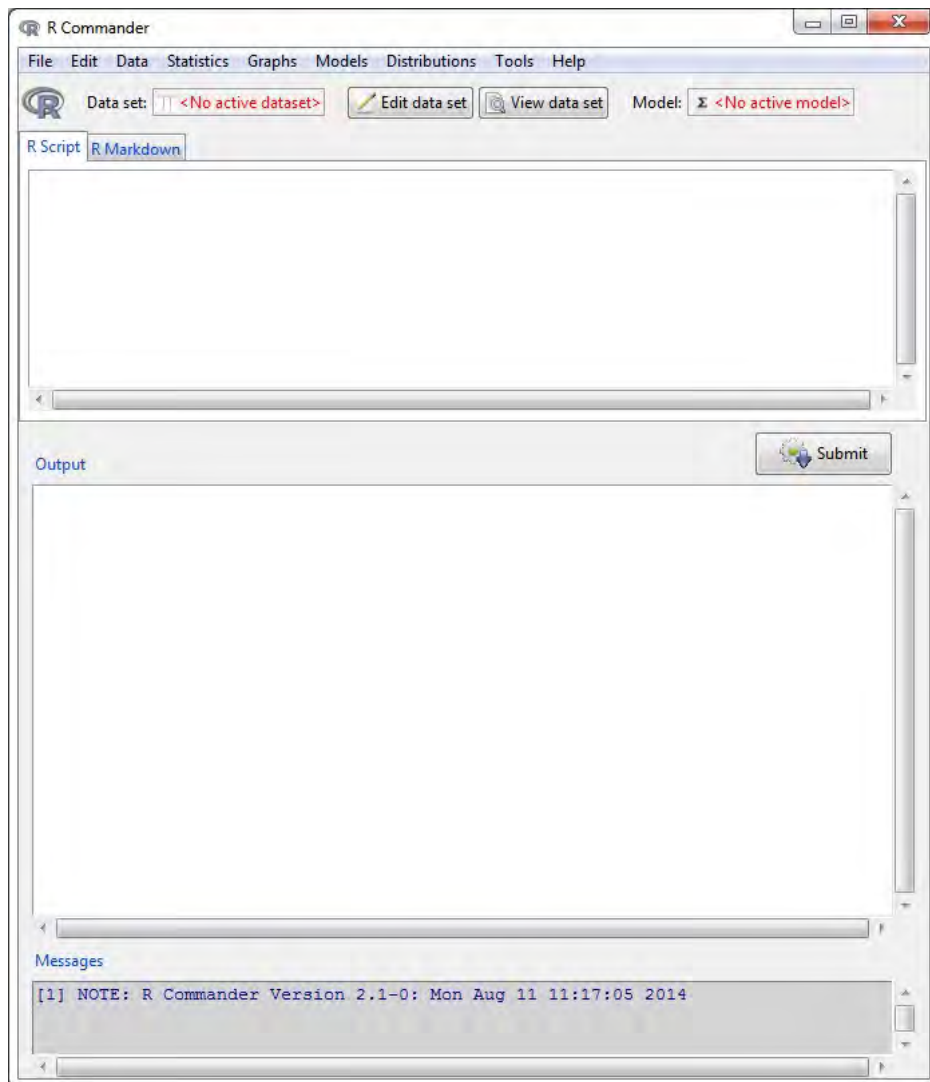 R Commander
File Edit Data Statistics Graphs Models Distributions Tools Help
Data set: <No active dataset> Edit data set View data set Model: Σ <No active model>
R Script R Markdown
Submit
Output
Messages
[1] NOTE: R Commander Version 2.1-0: Mon Aug 11 11:17:05 2014